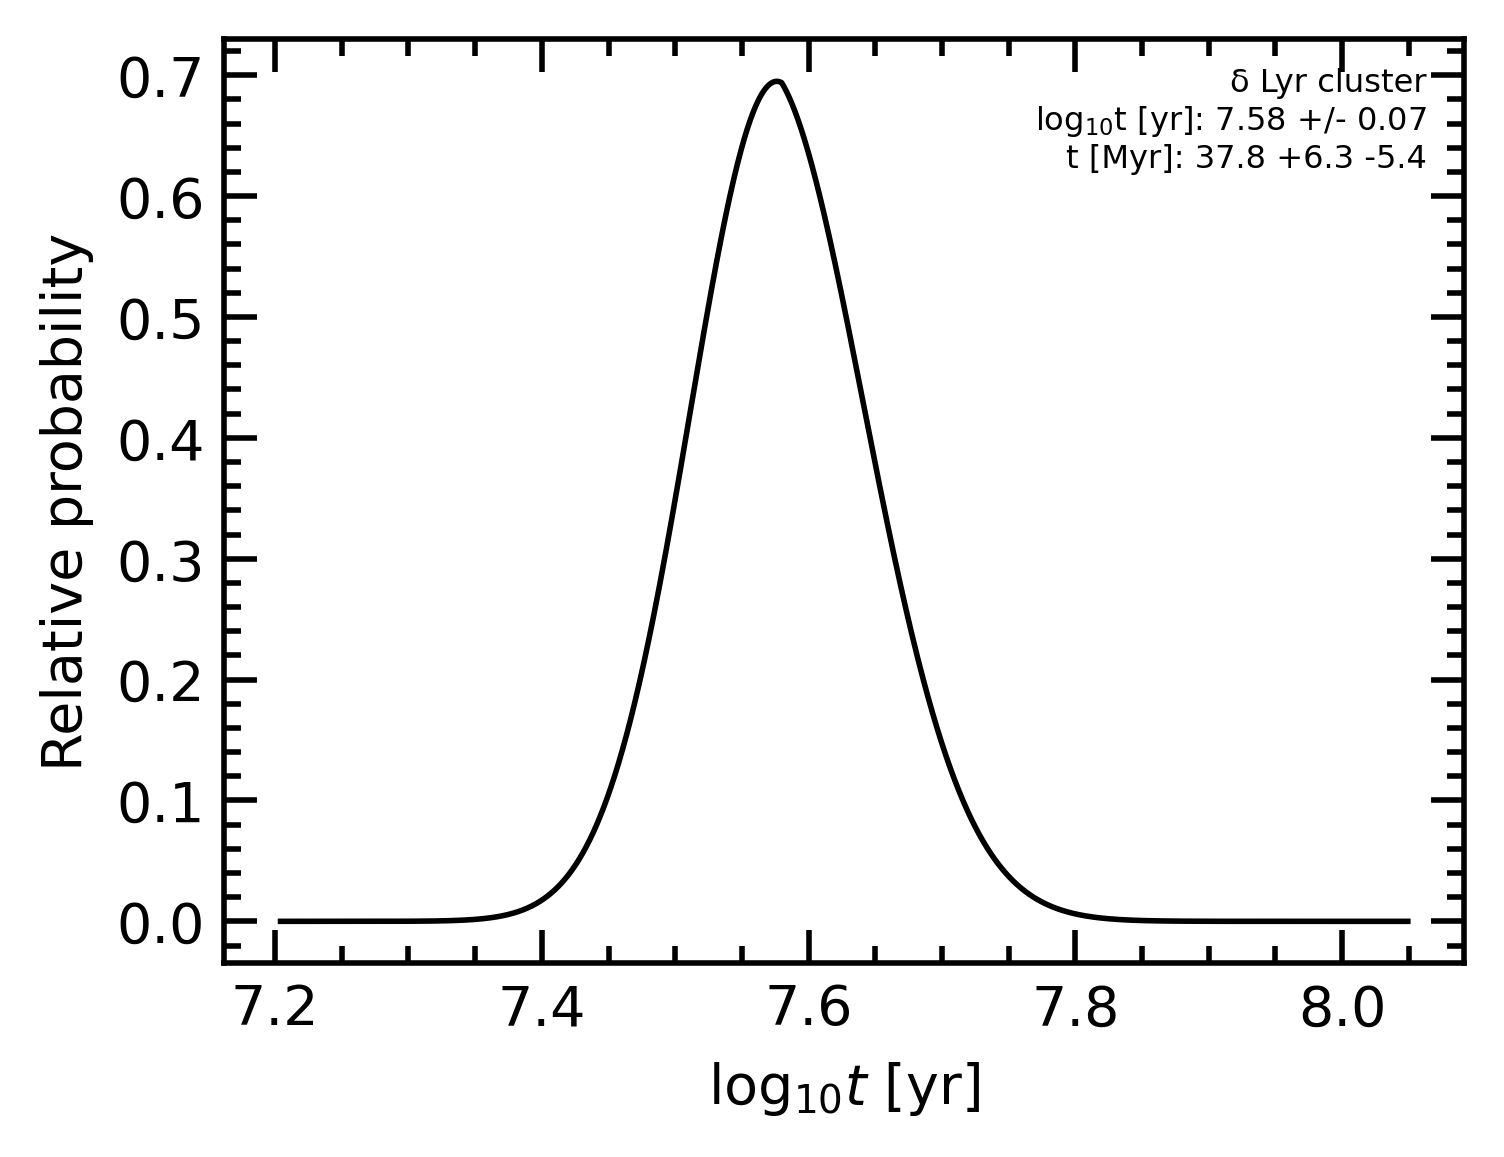 δ Lyr cluster
log₁₀t [yr]: 7.58 +/- 0.07
t [Myr]: 37.8 +6.3 -5.4
Relative probability
0.7
0.6
0.5
0.4
0.3
0.2
0.1
0.0
7.2 7.4 7.6 7.8 8.0
log₁₀t [yr]